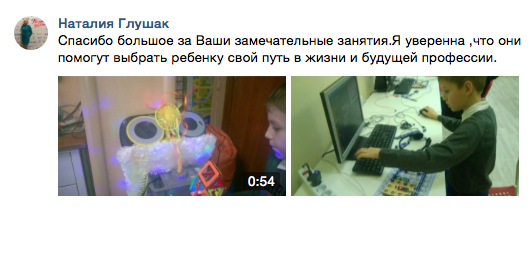 Наталия Глушак
Спасибо большое за Ваши замечательные занятия.Я уверенна ,что они
помогут выбрать ребенку свой путь в жизни и будущей профессии.
0:54